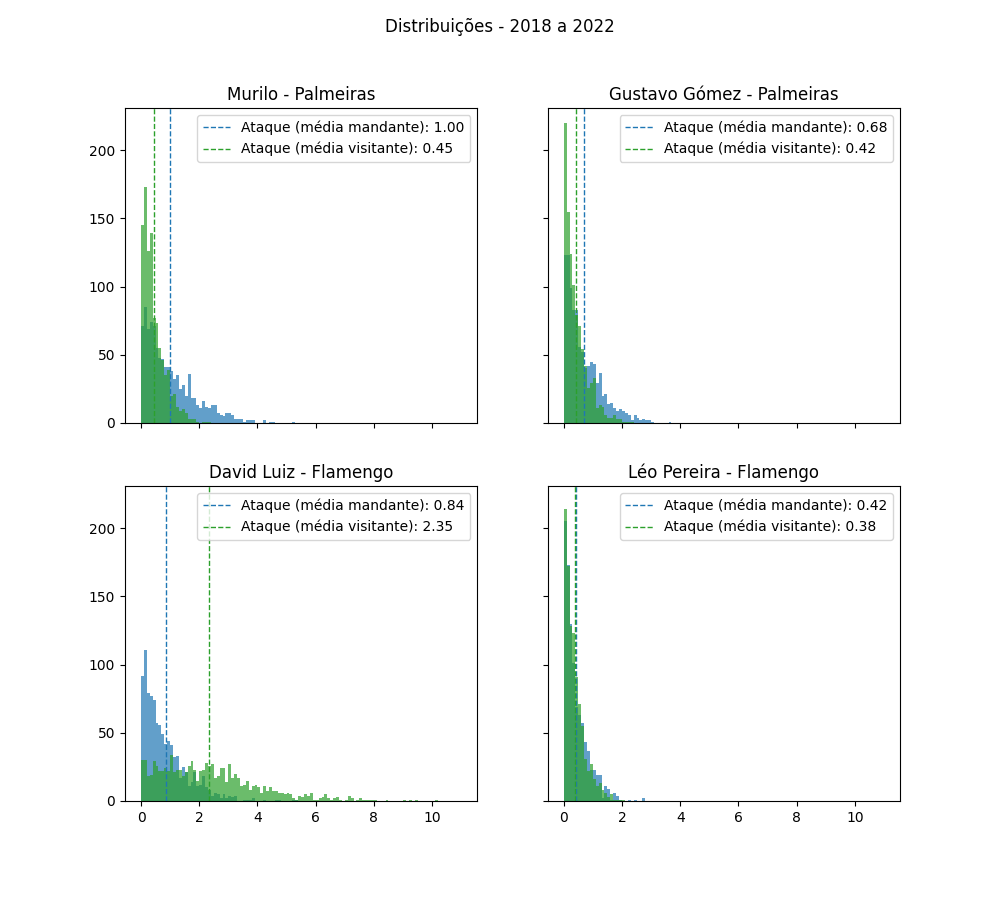 Distribuições - 2018 a 2022
Murilo - Palmeiras
Ataque (média mandante): 1.00
Ataque (média visitante): 0.45
200
150
100
50
0
Gustavo Gómez - Palmeiras
Ataque (média mandante): 0.68
Ataque (média visitante): 0.42
David Luiz - Flamengo
Ataque (média mandante): 0.84
Ataque (média visitante): 2.35
200
150
100
50
0
0 2 4 6 8 10
Léo Pereira - Flamengo
Ataque (média mandante): 0.42
Ataque (média visitante): 0.38
0 2 4 6 8 10